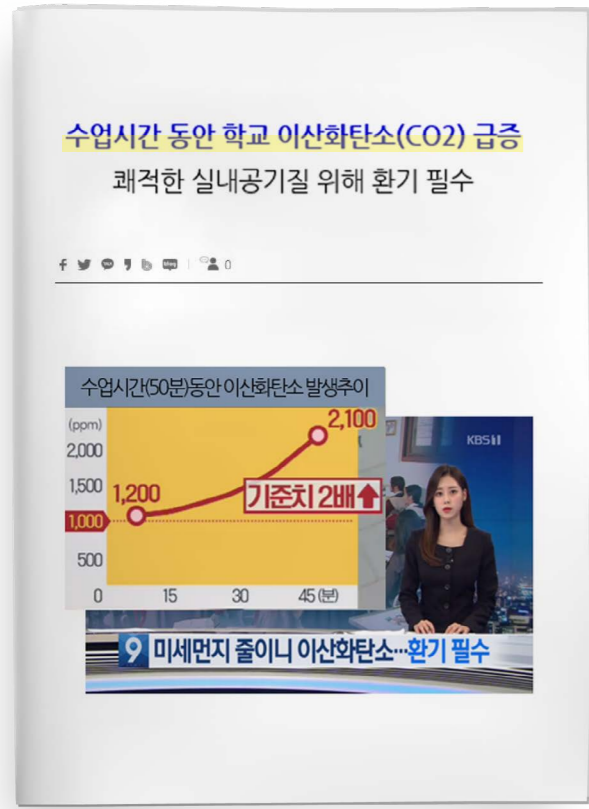 수업시간 동안 학교 이산화탄소(CO2) 급증
쾌적한 실내공기질 위해 환기 필수
0
수업시간(50분)동안 이산화탄소 발생추이
(ppm)
2,100
2,000
1,500
1,200
기준치 2배
1,000
500
0 15 30 45(분)
KBS 1
9 미세먼지 줄이니 이산화탄소…환기 필수